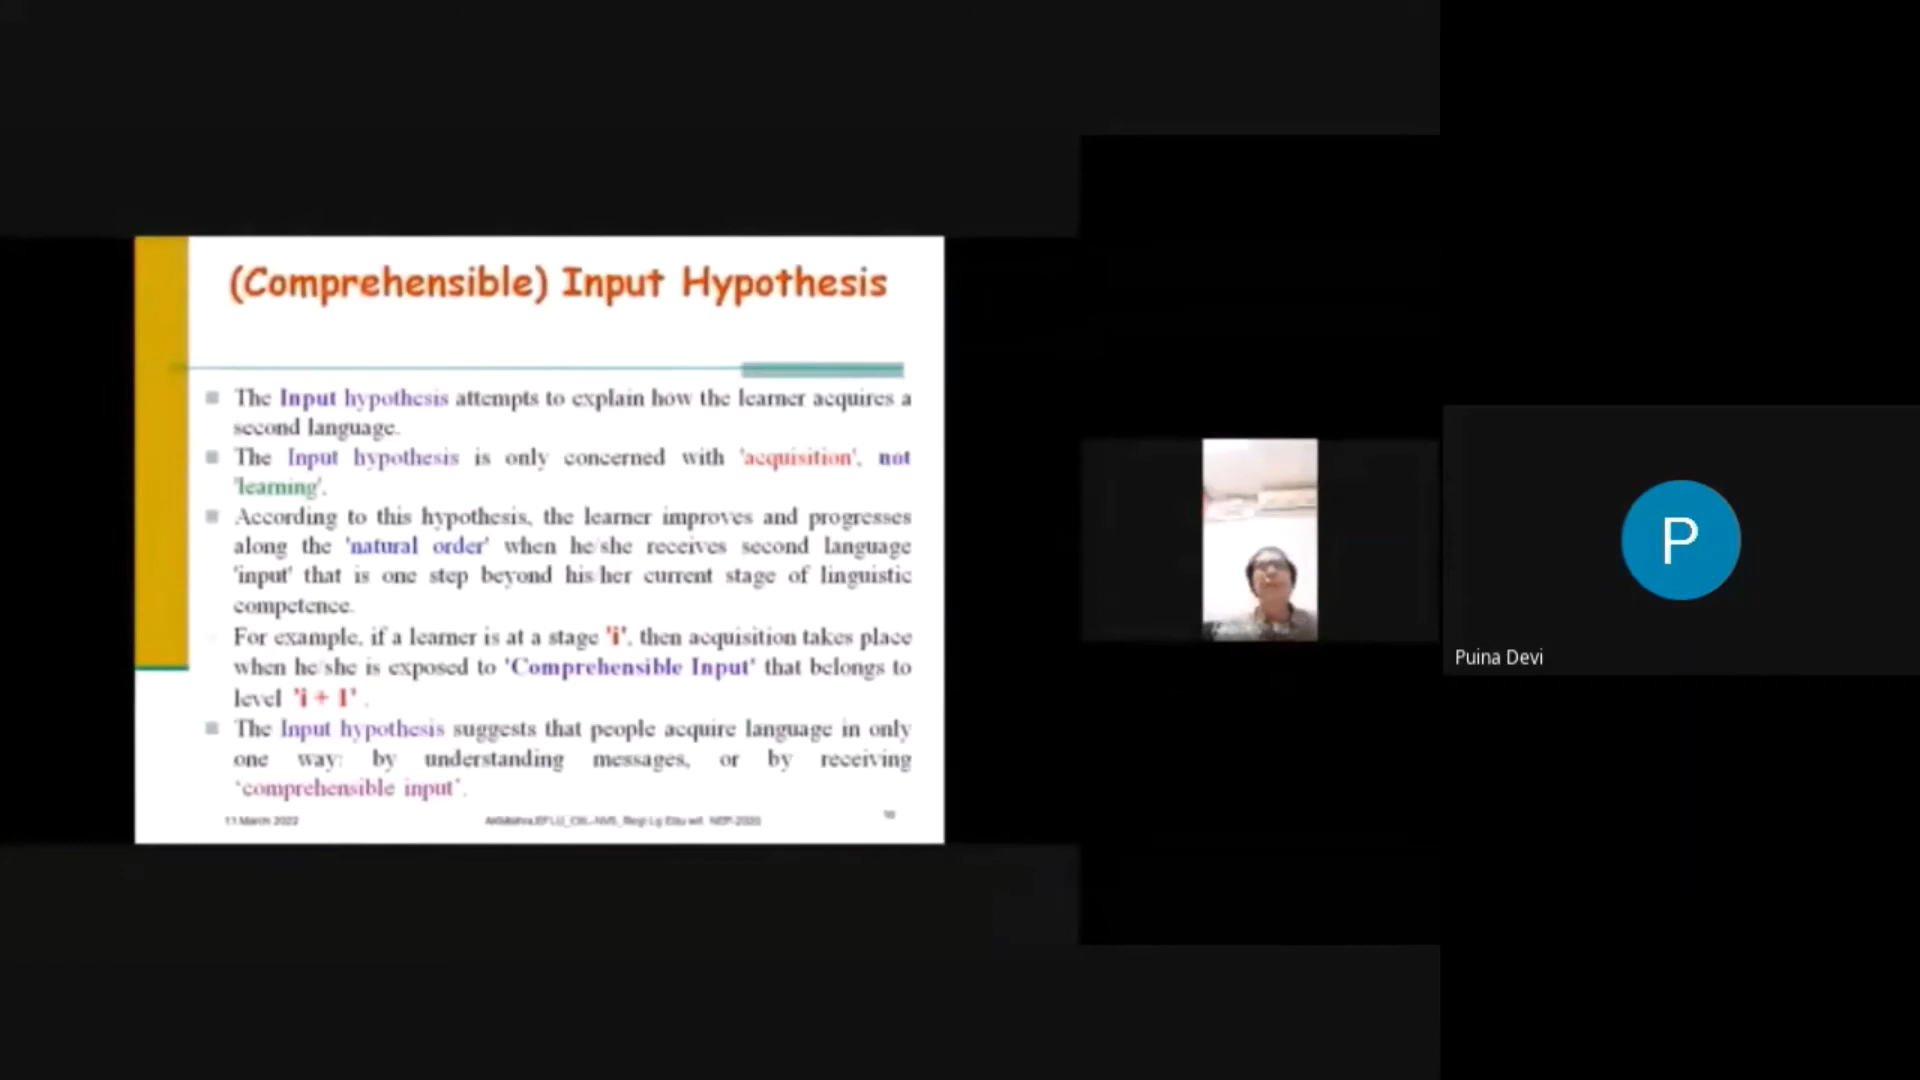 (Comprehensible) Input Hypothesis
The Input hypothesis attempts to explain how the learner acquires a
second language.
The Input hypothesis is only concerned with 'acquisition', not
'learning'.
According to this hypothesis, the learner improves and progresses
along the 'natural order' when he/she receives second language
'input' that is one step beyond his/her current stage of linguistic
competence.
For example, if a learner is at a stage 'i', then acquisition takes place
when he/she is exposed to 'Comprehensible Input' that belongs to
level 'i + 1'.
The Input hypothesis suggests that people acquire language in only
one way: by understanding messages, or by receiving
'comprehensible input'.
11 March 2022
NEP-2020
P
Puina Devi